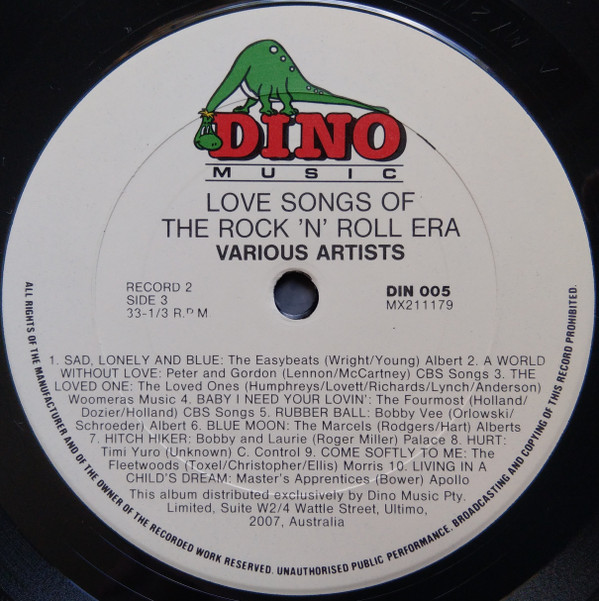 DINO
MUSIC
LOVE SONGS OF
THE ROCK 'N' ROLL ERA
VARIOUS ARTISTS
RECORD 2
SIDE 3
33-1/3 R.P.M
DIN 005
MX211179
1. SAD, LONELY AND BLUE: The Easybeats (Wright/Young) Albert 2. A WORLD
WITHOUT LOVE: Peter and Gordon (Lennon/McCartney) CBS Songs 3. THE
LOVED ONE: The Loved Ones (Humphreys/Lovett/Richards/Lynch/Anderson)
Woomeras Music 4. BABY I NEED YOUR LOVIN': The Fourmost (Holland/
Dozier/Holland) CBS Songs 5. RUBBER BALL: Bobby Vee (Orlowski/
Schroeder) Albert 6. BLUE MOON: The Marcels (Rodgers/Hart) Alberts
7. HITCH HIKER: Bobby and Laurie (Roger Miller) Palace 8. HURT:
Timi Yuro (Unknown) C. Control 9. COME SOFTLY TO ME: The
Fleetwoods (Toxel/Christopher/Ellis) Morris 10. LIVING IN A
CHILD'S DREAM: Master's Apprentices (Bower) Apollo
This album distributed exclusively by Dino Music Pty.
Limited, Suite W2/4 Wattle Street, Ultimo,
2007, Australia
ALL RIGHTS OF THE MANUFACTURER AND OF THE OWNER OF THE RECORDED WORK RESERVED. UNAUTHORISED PUBLIC PERFORMANCE, BROADCASTING AND COPYING OF THIS RECORD PROHIBITED.